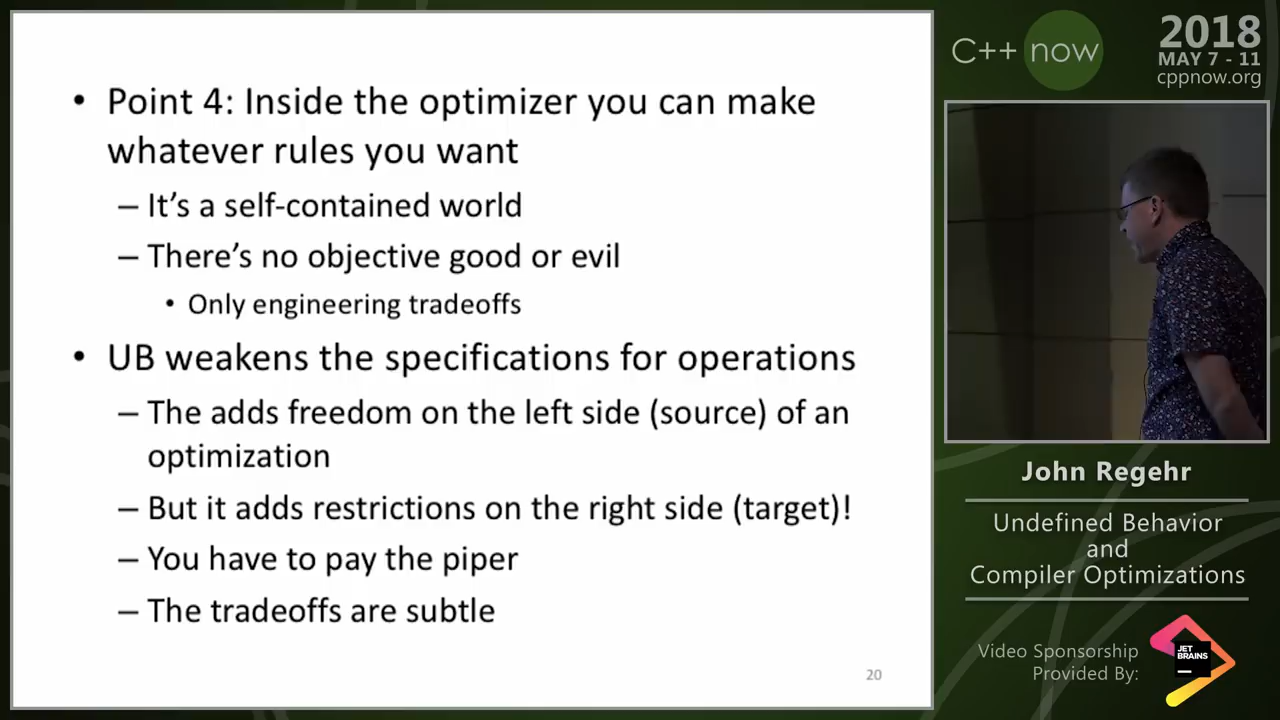 • Point 4: Inside the optimizer you can make
whatever rules you want
– It's a self-contained world
– There's no objective good or evil
• Only engineering tradeoffs
• UB weakens the specifications for operations
– The adds freedom on the left side (source) of an
optimization
– But it adds restrictions on the right side (target)!
– You have to pay the piper
– The tradeoffs are subtle
20
C++ now
2018
MAY 7 - 11
cppnow.org
John Regehr
Undefined Behavior
and
Compiler Optimizations
Video Sponsorship
Provided By:
JET
BRAINS